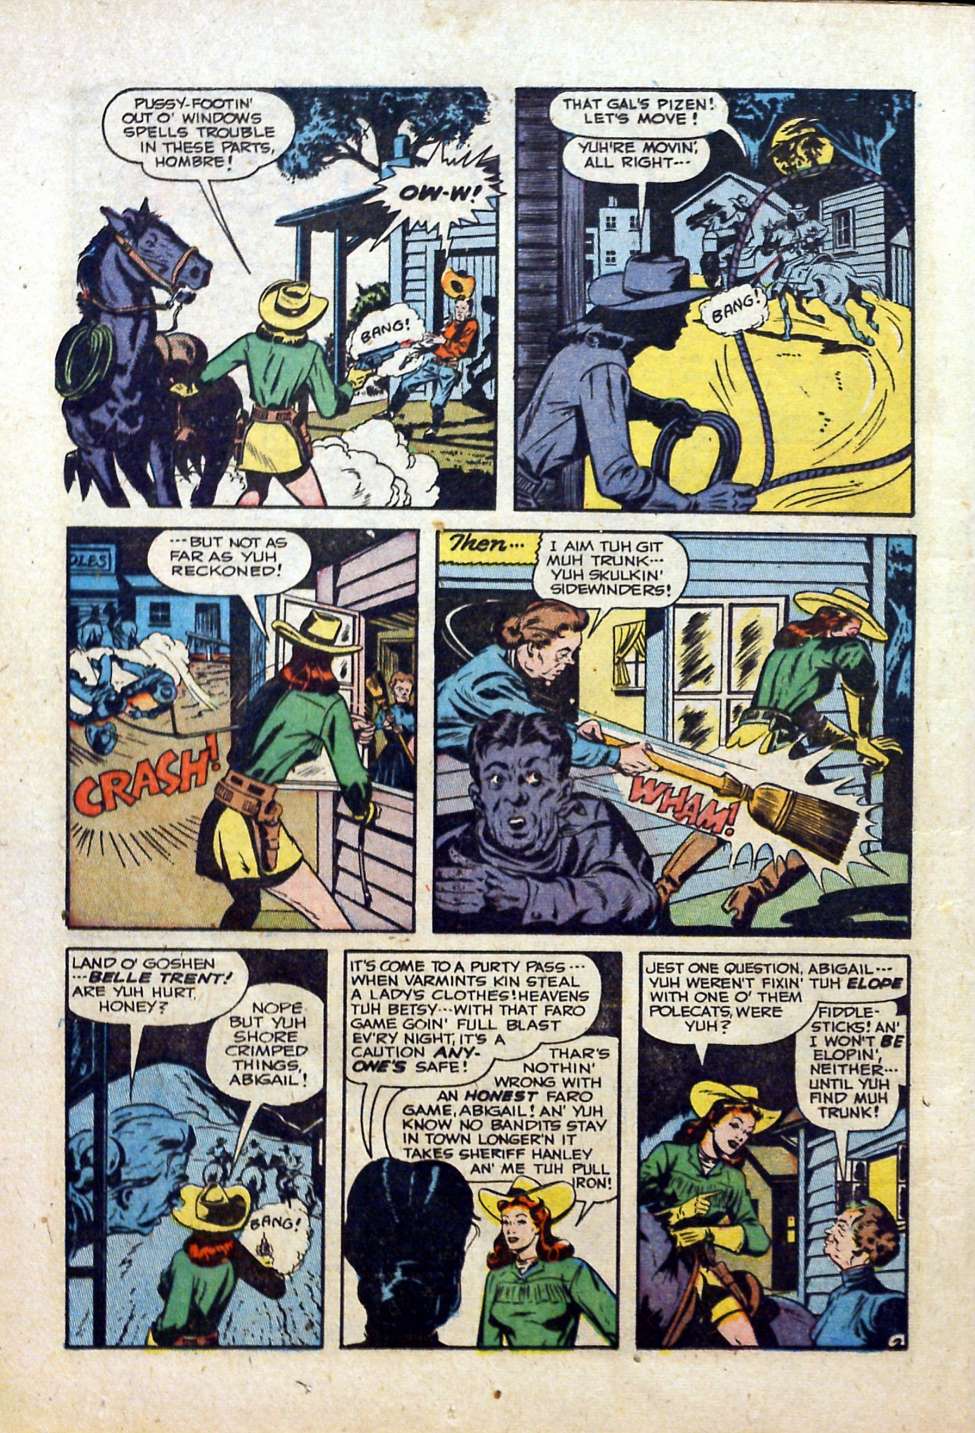 PUSSY-FOOTIN'
OUT O' WINDOWS
SPELLS TROUBLE
IN THESE PARTS,
HOMBRE!
OW-W!
BANG!
THAT GAL'S PIZEN!
LET'S MOVE!
YUH'RE MOVIN',
ALL RIGHT---
BANG!
---BUT NOT AS
FAR AS YUH
RECKONED!
DLES
CRASH!
Then---
I AIM TUH GIT
MUH TRUNK---
YUH SKULKIN'
SIDEWINDERS!
WHAM!
LAND O' GOSHEN
---BELLE TRENT!
ARE YUH HURT,
HONEY?
NOPE
BUT YUH
SHORE
CRIMPED
THINGS,
ABIGAIL!
BANG!
IT'S COME TO A PURTY PASS---
WHEN VARMINTS KIN STEAL
A LADY'S CLOTHES! HEAVENS
TUH BETSY---WITH THAT FARO
GAME GOIN' FULL BLAST
EV'RY NIGHT, IT'S A
CAUTION ANY-
ONE'S SAFE!
THAR'S
NOTHIN'
WRONG WITH
AN HONEST FARO
GAME, ABIGAIL! AN' YUH
KNOW NO BANDITS STAY
IN TOWN LONGER'N IT
TAKES SHERIFF HANLEY
AN' ME TUH PULL
IRON!
JEST ONE QUESTION, ABIGAIL---
YUH WEREN'T FIXIN' TUH ELOPE
WITH ONE O' THEM
POLECATS, WERE
YUH?
FIDDLE-
STICKS! AN'
I WON'T BE
ELOPIN',
NEITHER---
UNTIL YUH
FIND MUH
TRUNK!
2